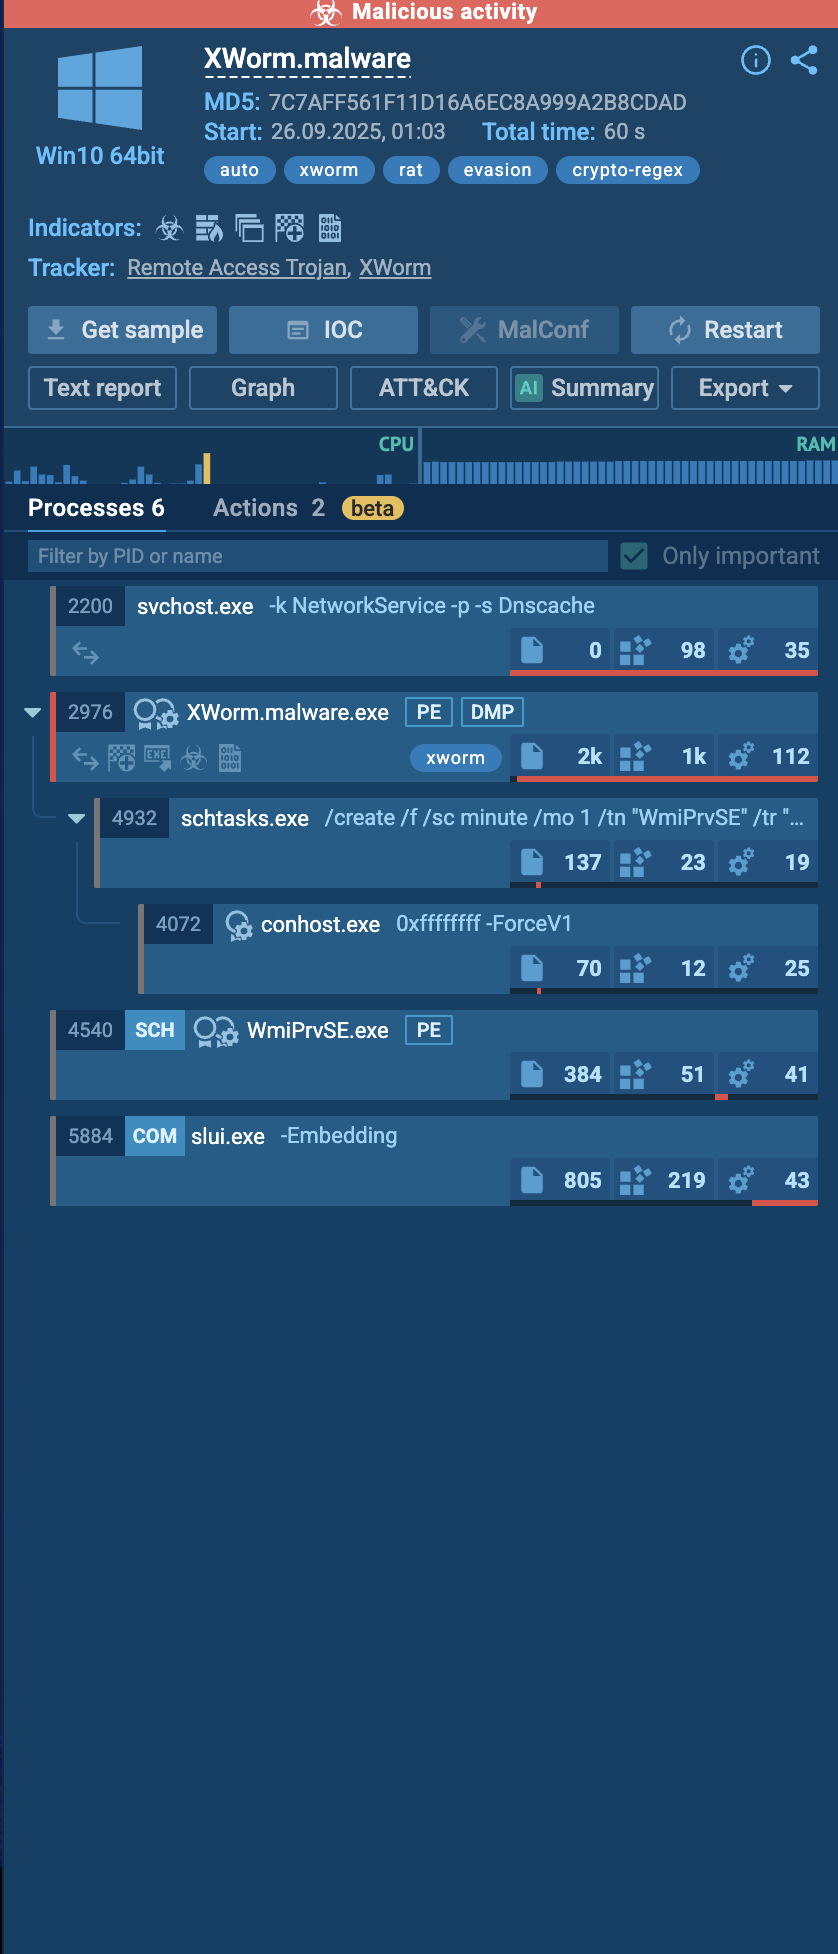 Malicious activity
XWorm.malware
MD5: 7C7AFF561F11D16A6EC8A999A2B8CDAD
Start: 26.09.2025, 01:03 Total time: 60 s
Win10 64bit
auto xworm rat evasion crypto-regex
Indicators:
Tracker: Remote Access Trojan, XWorm
Get sample IOC MalConf Restart
Text report Graph ATT&CK AI Summary Export
CPU RAM
Processes 6 Actions 2 beta
Filter by PID or name Only important
2200 svchost.exe -k NetworkService -p -s Dnscache
0 98 35
2976 XWorm.malware.exe PE DMP
xworm 2k 1k 112
4932 schtasks.exe /create /f /sc minute /mo 1 /tn "WmiPrvSE" /tr "...
137 23 19
4072 conhost.exe 0xffffffff -ForceV1
70 12 25
4540 SCH WmiPrvSE.exe PE
384 51 41
5884 COM slui.exe -Embedding
805 219 43